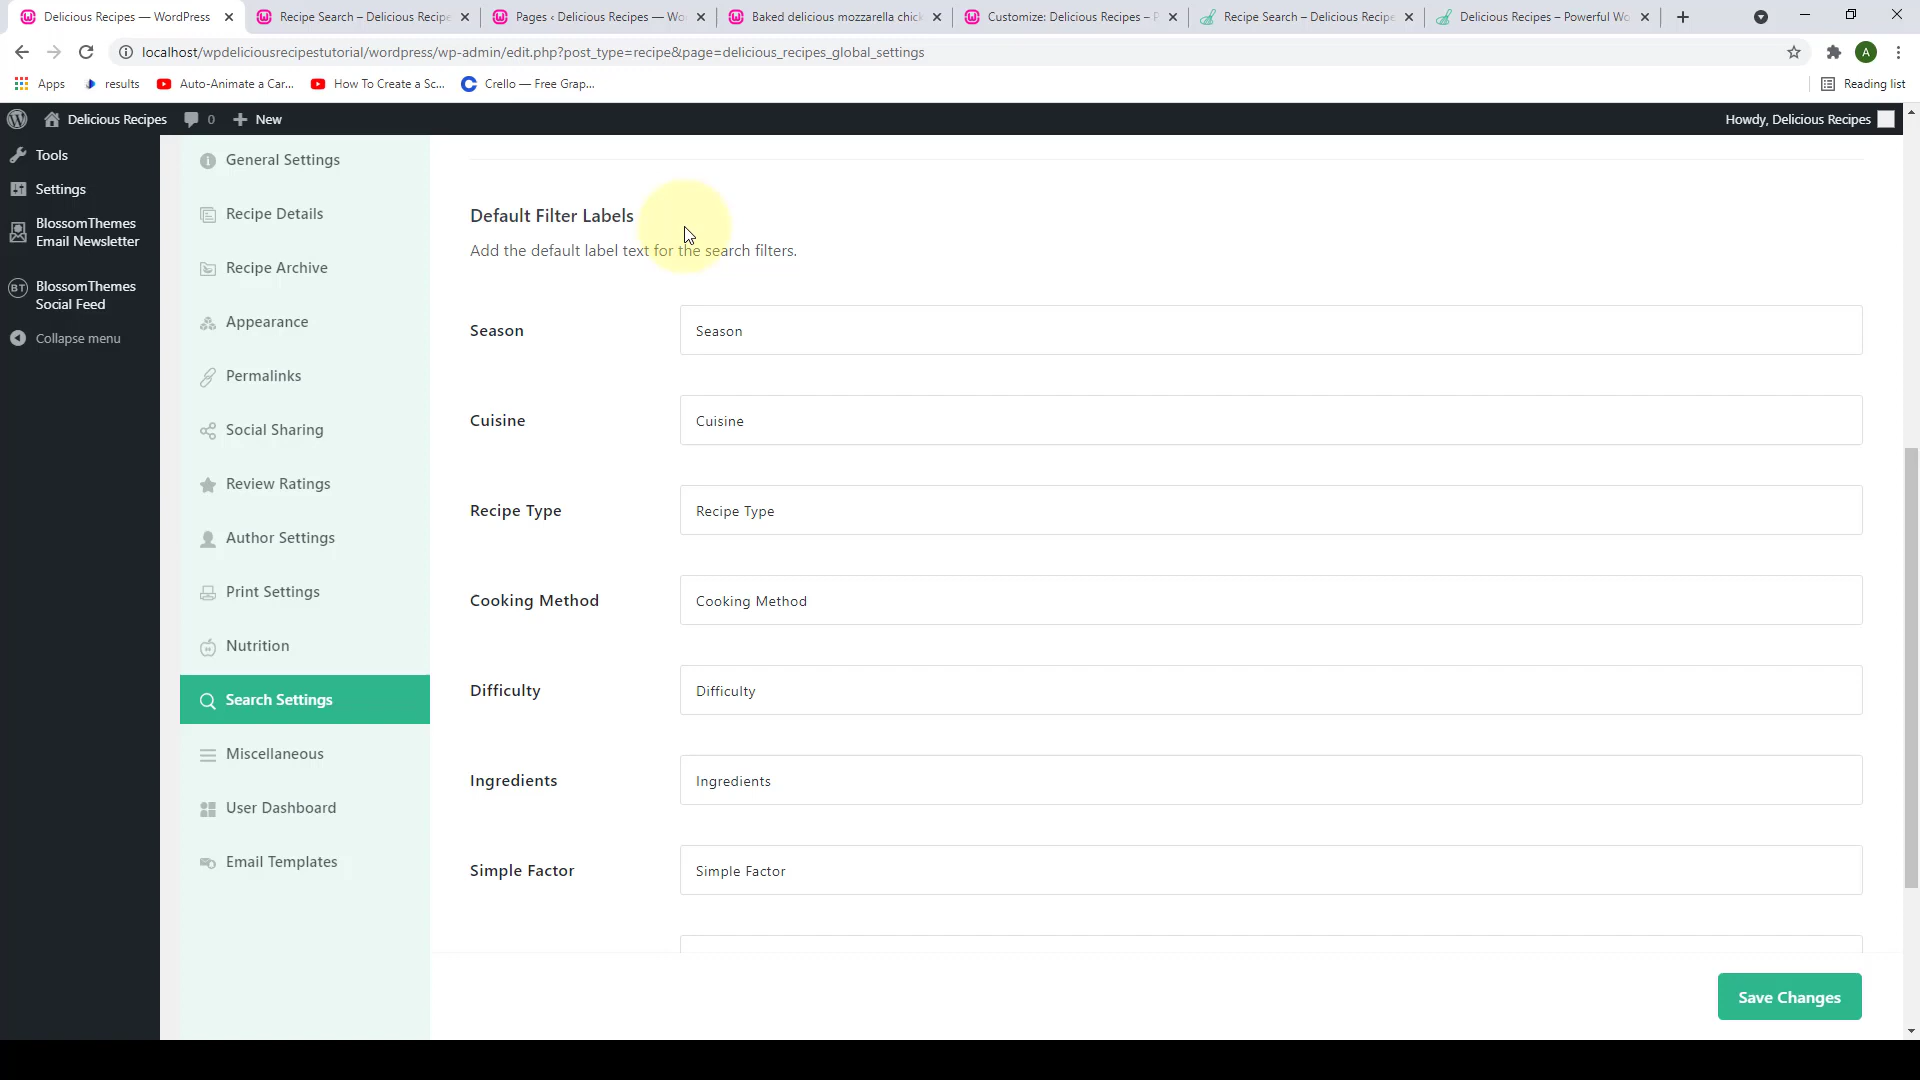 Delicious Recipes — WordPress
Recipe Search – Delicious Recipe
Pages ‹ Delicious Recipes — Wo
Baked delicious mozzarella chick
Customize: Delicious Recipes – P
Recipe Search – Delicious Recipe
Delicious Recipes – Powerful Wo
localhost/wpdeliciousrecipestutorial/wordpress/wp-admin/edit.php?post_type=recipe&page=delicious_recipes_global_settings
A
Apps
results
Auto-Animate a Car...
How To Create a Sc...
Crello — Free Grap...
Reading list
Delicious Recipes
0
New
Howdy, Delicious Recipes
Tools
Settings
BlossomThemes
Email Newsletter
BT
BlossomThemes
Social Feed
Collapse menu
General Settings
Recipe Details
Recipe Archive
Appearance
Permalinks
Social Sharing
Review Ratings
Author Settings
Print Settings
Nutrition
Search Settings
Miscellaneous
User Dashboard
Email Templates
Default Filter Labels
Add the default label text for the search filters.
Season
Season
Cuisine
Cuisine
Recipe Type
Recipe Type
Cooking Method
Cooking Method
Difficulty
Difficulty
Ingredients
Ingredients
Simple Factor
Simple Factor
Save Changes